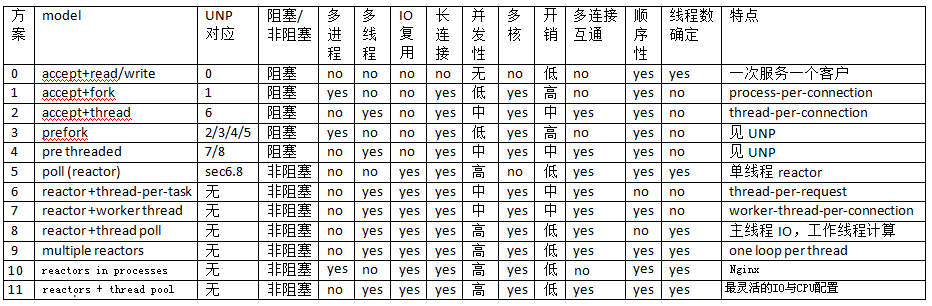 方案 model UNP对应 阻塞/非阻塞 多进程 多线程 IO复用 长连接 并发性 多核 开销 多连接互通 顺序性 线程数确定 特点
0 accept+read/write 0 阻塞 no no no no 无 no 低 no yes yes 一次服务一个客户
1 accept+fork 1 阻塞 yes no no yes 低 yes 高 no yes no process-per-connection
2 accept+thread 6 阻塞 no yes no yes 中 yes 中 yes yes no thread-per-connection
3 prefork 2/3/4/5 阻塞 yes no no yes 低 yes 高 no yes no 见 UNP
4 pre threaded 7/8 阻塞 no yes no yes 中 yes 中 yes yes no 见 UNP
5 poll (reactor) sec6.8 非阻塞 no no yes yes 高 no 低 yes yes yes 单线程 reactor
6 reactor+thread-per-task 无 非阻塞 no yes yes yes 中 yes 中 yes no no thread-per-request
7 reactor+worker thread 无 非阻塞 no yes yes yes 中 yes 中 yes yes no worker-thread-per-connection
8 reactor+thread poll 无 非阻塞 no yes yes yes 高 yes 低 yes no yes 主线程 IO，工作线程计算
9 multiple reactors 无 非阻塞 no yes yes yes 高 yes 低 yes yes yes one loop per thread
10 reactors in processes 无 非阻塞 yes no yes yes 高 yes 低 no yes yes Nginx
11 reactors + thread pool 无 非阻塞 no yes yes yes 高 yes 低 yes no yes 最灵活的IO与CPU配置